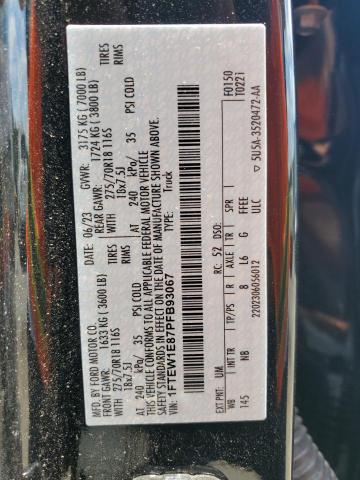 MFD. BY FORD MOTOR CO.
DATE: 06/23 GVWR: 3175 KG (7000 LB)
FRONT GAWR: 1633 KG (3600 LB) REAR GAWR: 1724 KG (3800 LB)
WITH 275/70R18 116S TIRES WITH 275/70R18 116S TIRES
18x7.5J RIMS 18x7.5J RIMS
AT 240 kPa/ 35 PSI COLD AT 240 kPa/ 35 PSI COLD
THIS VEHICLE CONFORMS TO ALL APPLICABLE FEDERAL MOTOR VEHICLE
SAFETY STANDARDS IN EFFECT ON THE DATE OF MANUFACTURE SHOWN ABOVE.
VIN: 1FTEW1E87PFB93067 TYPE: Truck
F0150
T0221
EXT PNT: UM RC: 52 DSO:
WB INT TR TP/PS R AXLE TR SPR
145 NB 8 L6 G FFEE
ULC
2202306056012 5U5A-3520472-AA